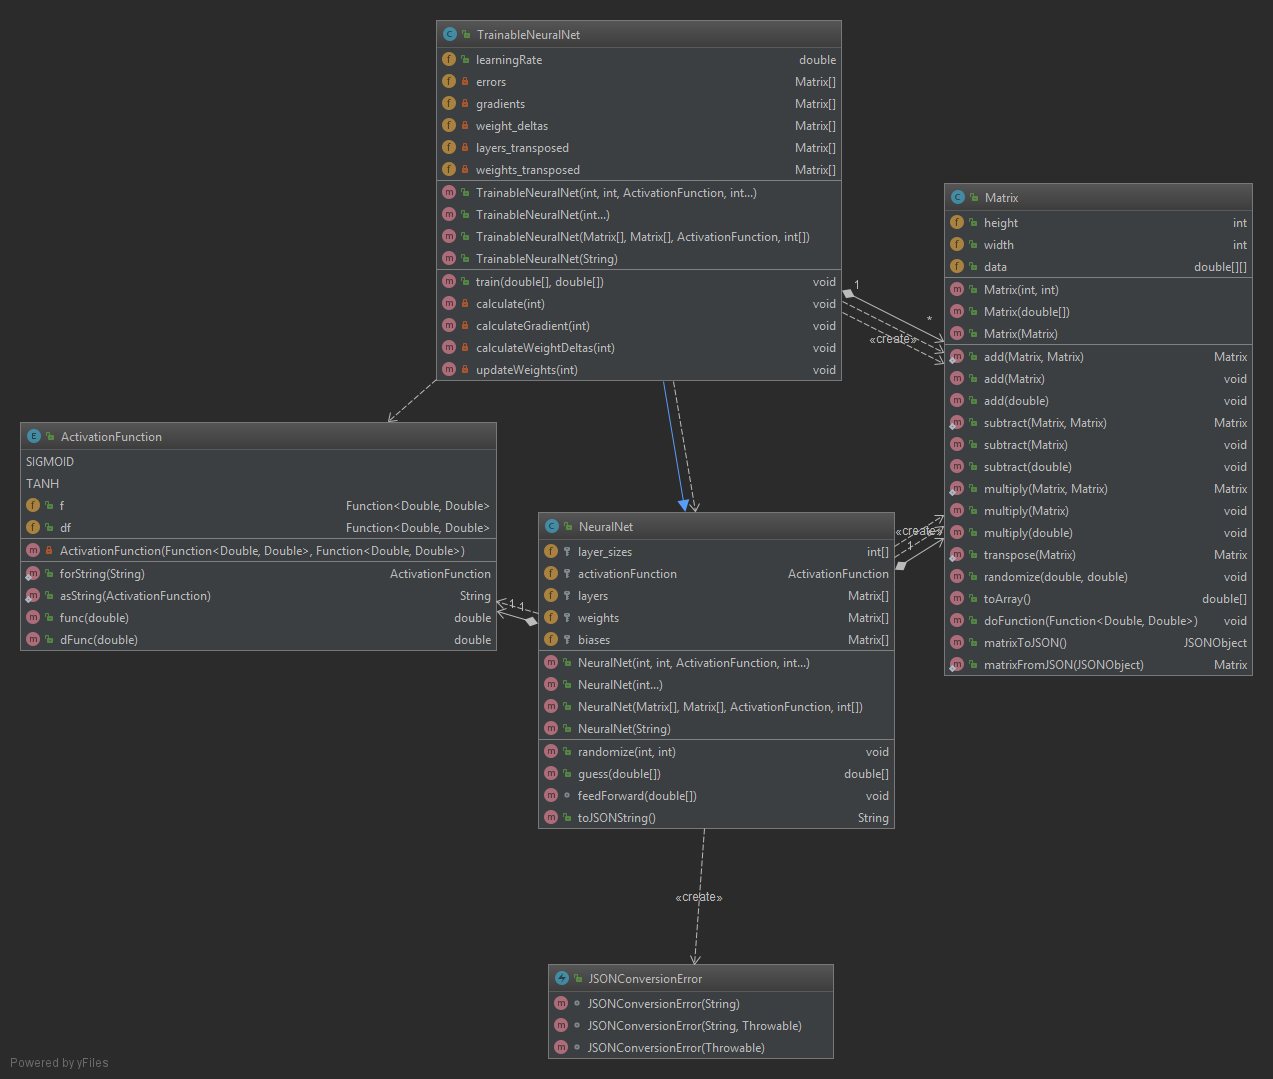 TrainableNeuralNet
learningRate double
errors Matrix[]
gradients Matrix[]
weight_deltas Matrix[]
layers_transposed Matrix[]
weights_transposed Matrix[]
TrainableNeuralNet(int, int, ActivationFunction, int...)
TrainableNeuralNet(int...)
TrainableNeuralNet(Matrix[], Matrix[], ActivationFunction, int[])
TrainableNeuralNet(String)
train(double[], double[]) void
calculate(int) void
calculateGradient(int) void
calculateWeightDeltas(int) void
updateWeights(int) void
1
*
«create»
Matrix
height int
width int
data double[][]
Matrix(int, int)
Matrix(double[])
Matrix(Matrix)
add(Matrix, Matrix) Matrix
add(Matrix) void
add(double) void
subtract(Matrix, Matrix) Matrix
subtract(Matrix) void
subtract(double) void
multiply(Matrix, Matrix) Matrix
multiply(Matrix) void
multiply(double) void
transpose(Matrix) Matrix
randomize(double, double) void
toArray() double[]
doFunction(Function<Double, Double>) void
matrixToJSON() JSONObject
matrixFromJSON(JSONObject) Matrix
ActivationFunction
SIGMOID
TANH
f Function<Double, Double>
df Function<Double, Double>
ActivationFunction(Function<Double, Double>, Function<Double, Double>)
forString(String) ActivationFunction
asString(ActivationFunction) String
func(double) double
dFunc(double) double
1 1
NeuralNet
layer_sizes int[]
activationFunction ActivationFunction
layers Matrix[]
weights Matrix[]
biases Matrix[]
NeuralNet(int, int, ActivationFunction, int...)
NeuralNet(int...)
NeuralNet(Matrix[], Matrix[], ActivationFunction, int[])
NeuralNet(String)
randomize(int, int) void
guess(double[]) double[]
feedForward(double[]) void
toJSONString() String
«create»
1
«create»
JSONConversionError
JSONConversionError(String)
JSONConversionError(String, Throwable)
JSONConversionError(Throwable)
Powered by yFiles